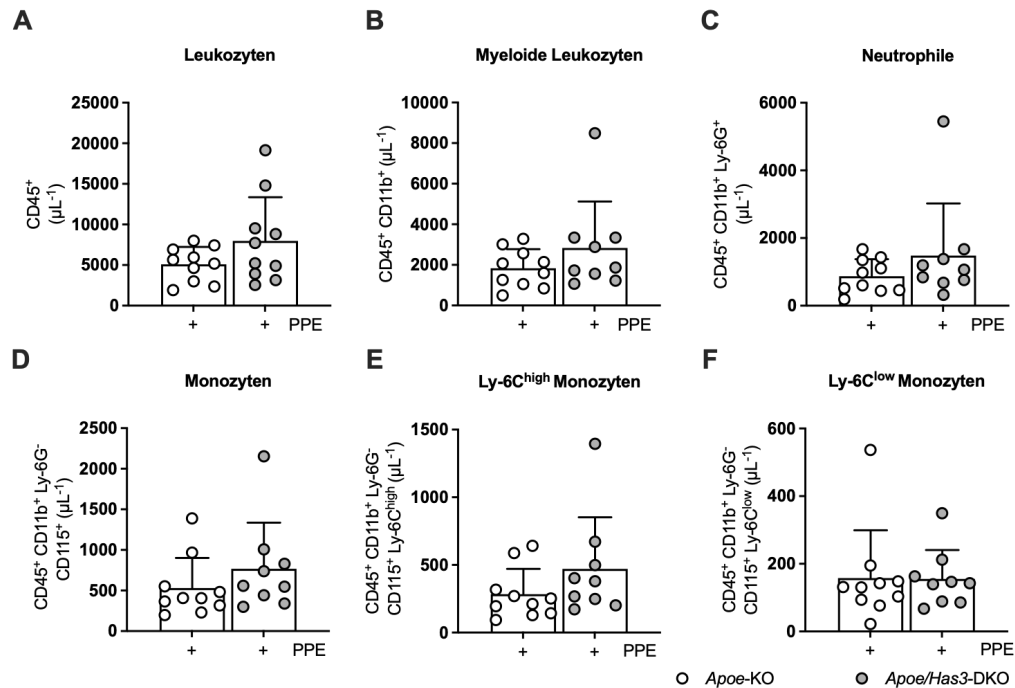 A
Leukozyten
CD45⁺
(µL⁻¹)
25000
20000
15000
10000
5000
0
+ + PPE
B
Myeloide Leukozyten
CD45⁺ CD11b⁺ (µL⁻¹)
10000
8000
6000
4000
2000
0
+ + PPE
C
Neutrophile
CD45⁺ CD11b⁺ Ly-6G⁺
(µL⁻¹)
6000
4000
2000
0
+ + PPE
D
Monozyten
CD45⁺ CD11b⁺ Ly-6G⁻
CD115⁺ (µL⁻¹)
2500
2000
1500
1000
500
0
+ + PPE
E
Ly-6Cʰⁱᵍʰ Monozyten
CD45⁺ CD11b⁺ Ly-6G⁻
CD115⁺ Ly-6Cʰⁱᵍʰ (µL⁻¹)
1500
1000
500
0
+ + PPE
F
Ly-6Cˡᵒʷ Monozyten
CD45⁺ CD11b⁺ Ly-6G⁻
CD115⁺ Ly-6Cˡᵒʷ (µL⁻¹)
600
400
200
0
+ + PPE
Apoe-KO
Apoe/Has3-DKO